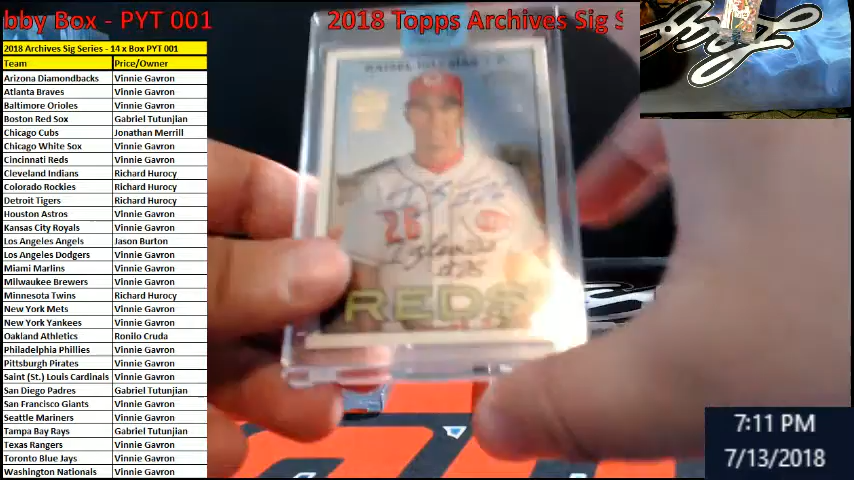 bby Box - PYT 001
2018 Topps Archives Sig S
2018 Archives Sig Series - 14 x Box PYT 001
Team Price/Owner
Arizona Diamondbacks Vinnie Gavron
Atlanta Braves Vinnie Gavron
Baltimore Orioles Vinnie Gavron
Boston Red Sox Gabriel Tutunjian
Chicago Cubs Jonathan Merrill
Chicago White Sox Vinnie Gavron
Cincinnati Reds Vinnie Gavron
Cleveland Indians Richard Hurocy
Colorado Rockies Richard Hurocy
Detroit Tigers Richard Hurocy
Houston Astros Vinnie Gavron
Kansas City Royals Vinnie Gavron
Los Angeles Angels Jason Burton
Los Angeles Dodgers Vinnie Gavron
Miami Marlins Vinnie Gavron
Milwaukee Brewers Vinnie Gavron
Minnesota Twins Richard Hurocy
New York Mets Vinnie Gavron
New York Yankees Vinnie Gavron
Oakland Athletics Ronilo Cruda
Philadelphia Phillies Vinnie Gavron
Pittsburgh Pirates Vinnie Gavron
Saint (St.) Louis Cardinals Vinnie Gavron
San Diego Padres Gabriel Tutunjian
San Francisco Giants Vinnie Gavron
Seattle Mariners Vinnie Gavron
Tampa Bay Rays Gabriel Tutunjian
Texas Rangers Vinnie Gavron
Toronto Blue Jays Vinnie Gavron
Washington Nationals Vinnie Gavron
RAISEL IGLESIAS
26
REDS
7:11 PM
7/13/2018